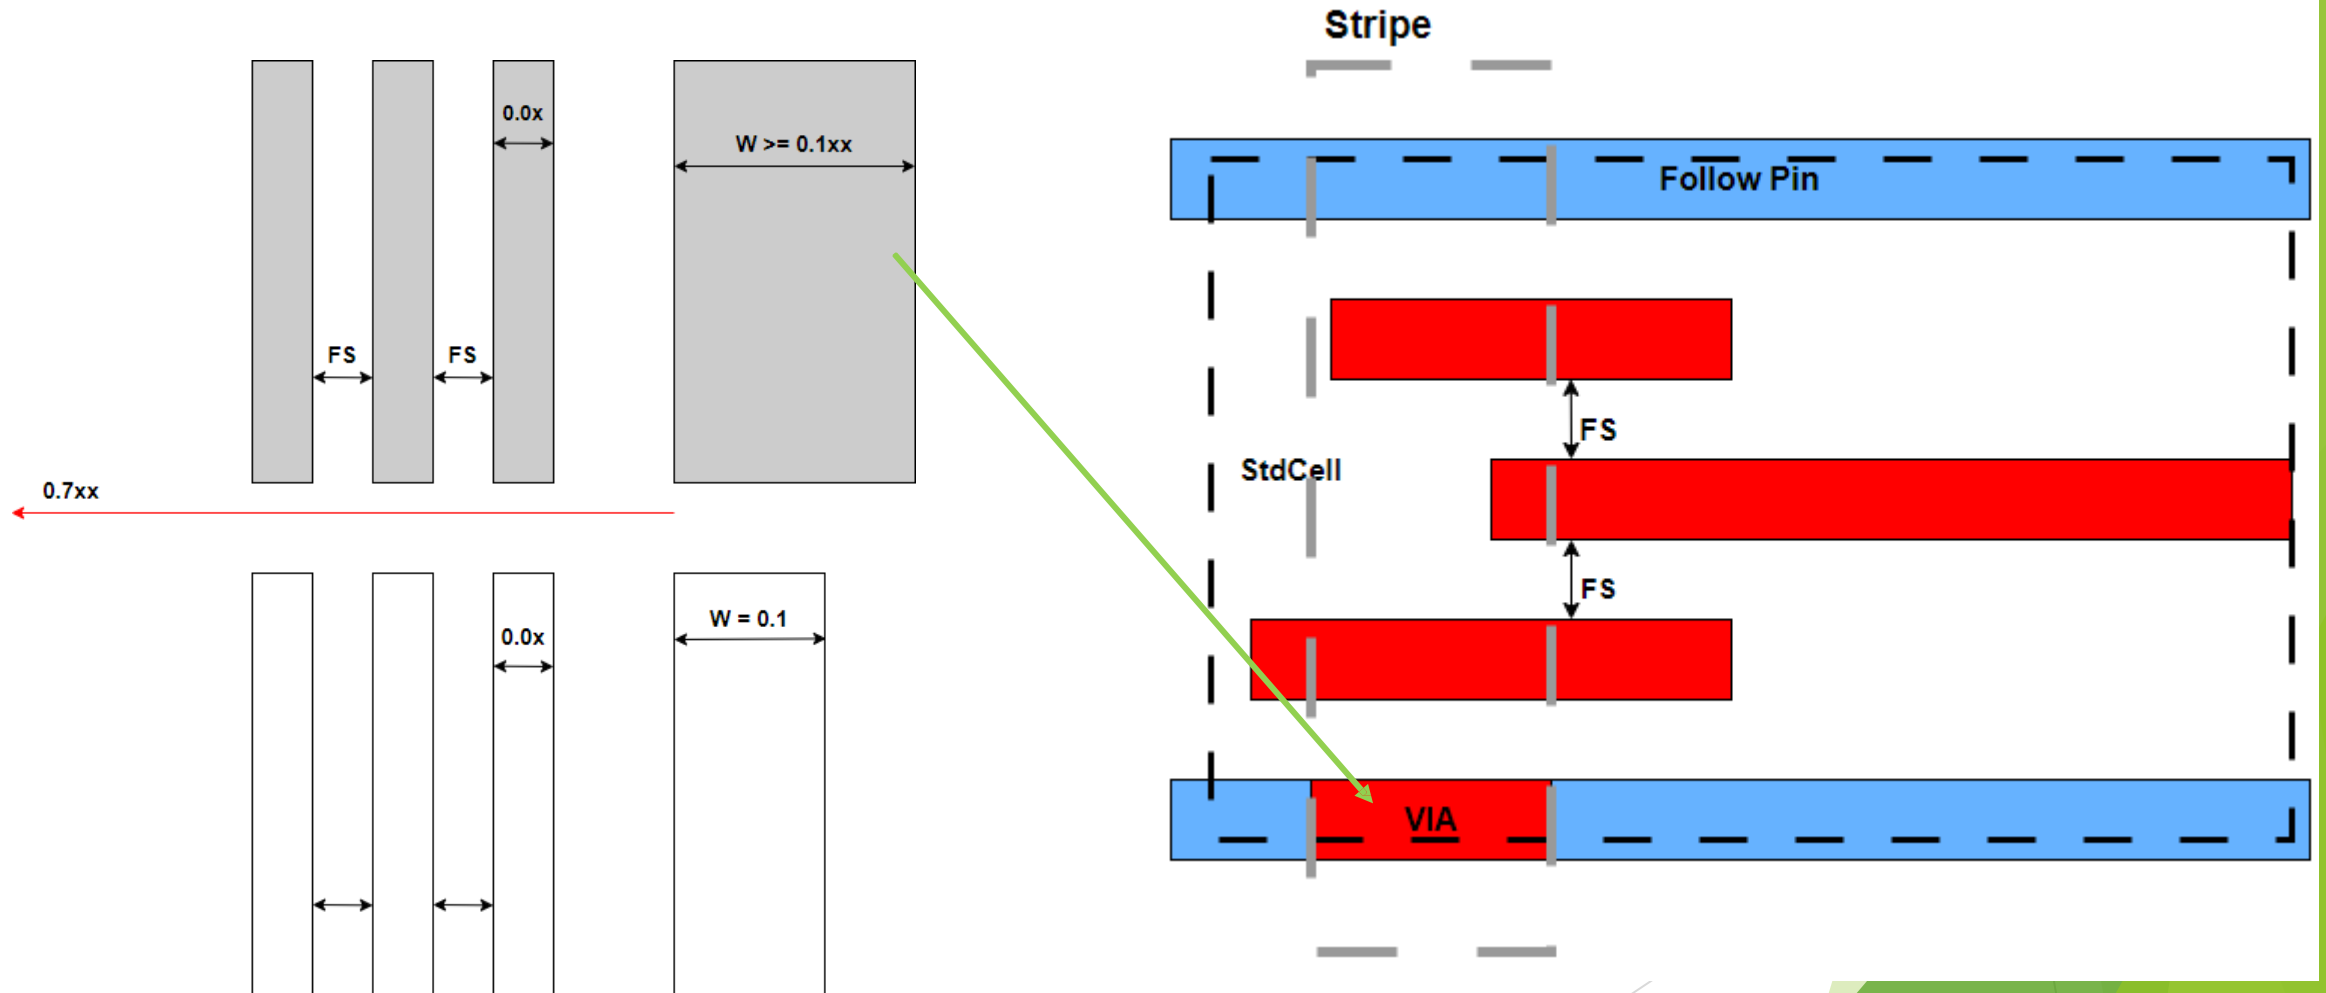 0.0x
W >= 0.1xx
FS
FS
0.7xx
W = 0.1
0.0x
Stripe
Follow Pin
FS
StdCell
FS
VIA